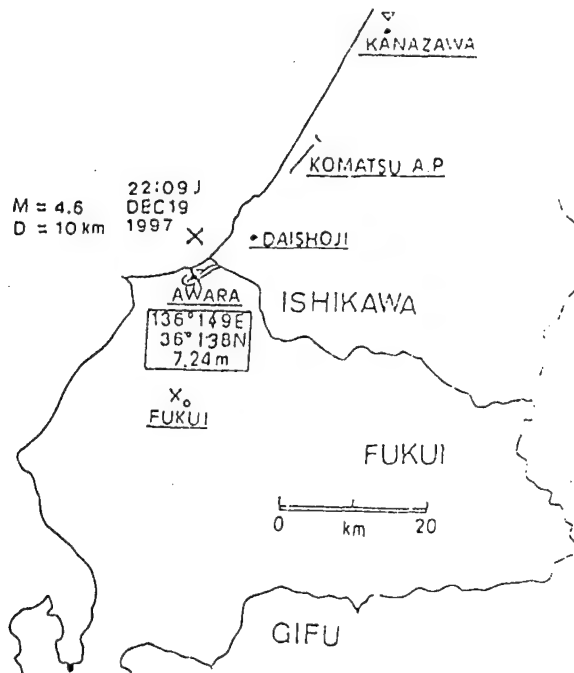 KANAZAWA
KOMATSU A.P
22:09 J
M = 4.6 DEC 19
D = 10 km 1997
DAISHOJI
AWARA
ISHIKAWA
136° 149E
36° 138N
7.24 m
FUKUI
FUKUI
0 20
km
GIFU